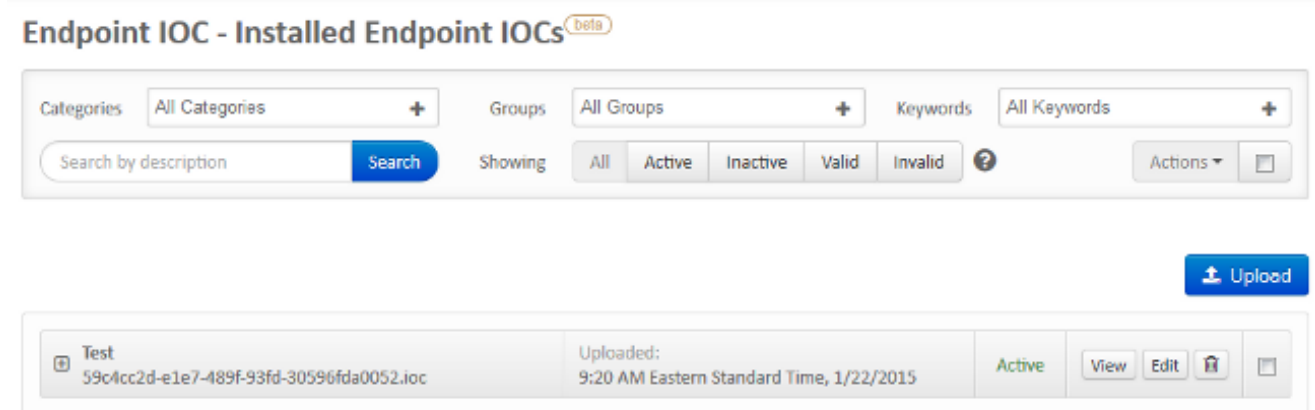 Endpoint IOC - Installed Endpoint IOCs beta
Categories All Categories + Groups All Groups + Keywords All Keywords +
Search by description Search Showing All Active Inactive Valid Invalid ? Actions
Upload
Test Uploaded:
59c4cc2d-e1e7-489f-93fd-30596fda0052.ioc 9:20 AM Eastern Standard Time, 1/22/2015 Active View Edit